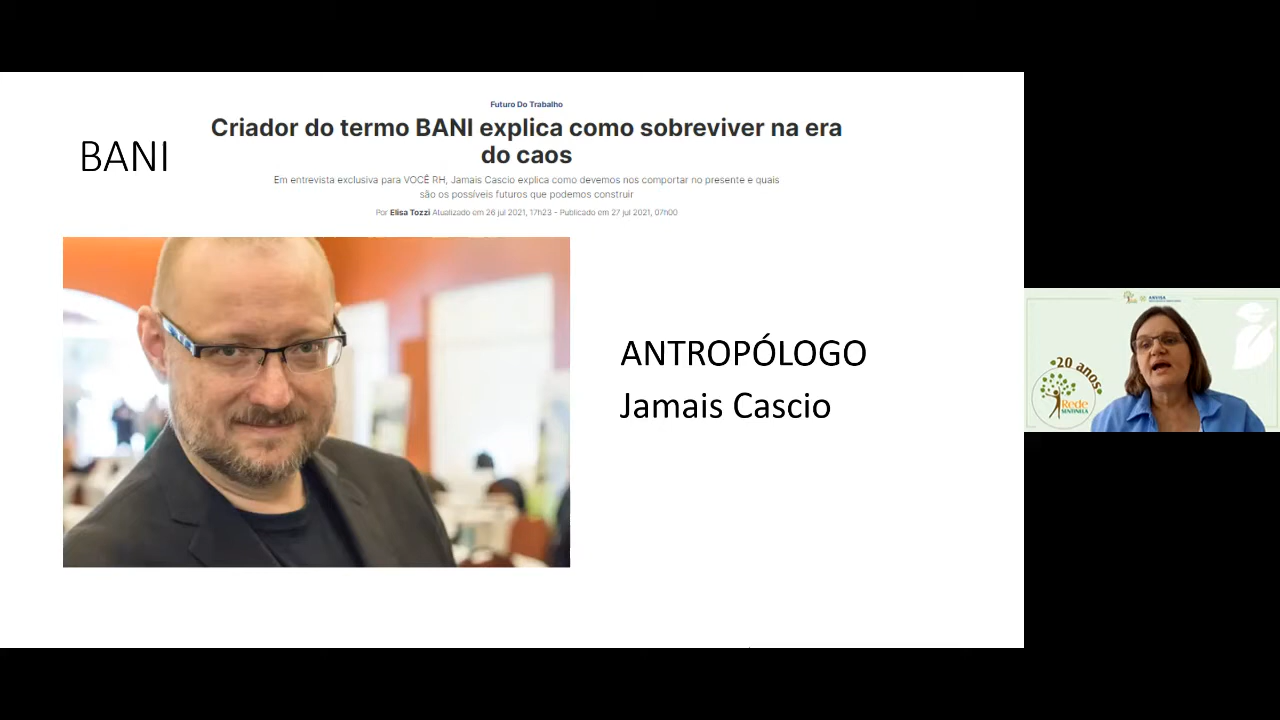 Futuro Do Trabalho
Criador do termo BANI explica como sobreviver na era
do caos
BANI
Em entrevista exclusiva para VOCÊ RH, Jamais Cascio explica como devemos nos comportar no presente e quais
são os possíveis futuros que podemos construir
Por Elisa Tozzi Atualizado em 26 jul 2021, 17h23 - Publicado em 27 jul 2021, 07h00
ANTROPÓLOGO
Jamais Cascio
ANVISA
20 anos
Rede
SENTINELA